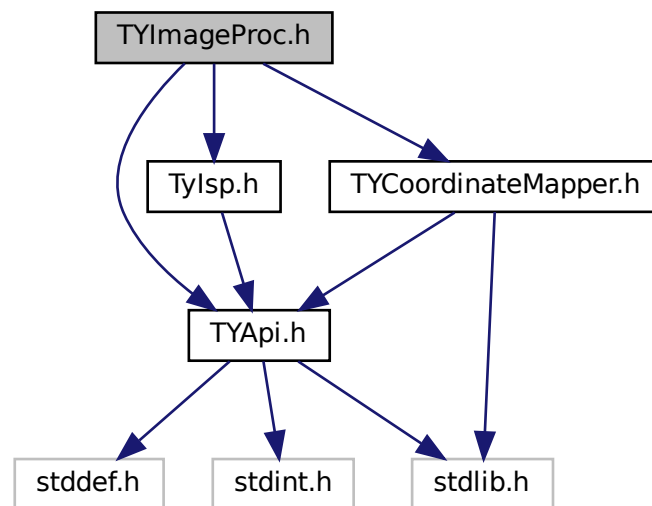 TYImageProc.h
TyIsp.h
TYCoordinateMapper.h
TYApi.h
stddef.h
stdint.h
stdlib.h